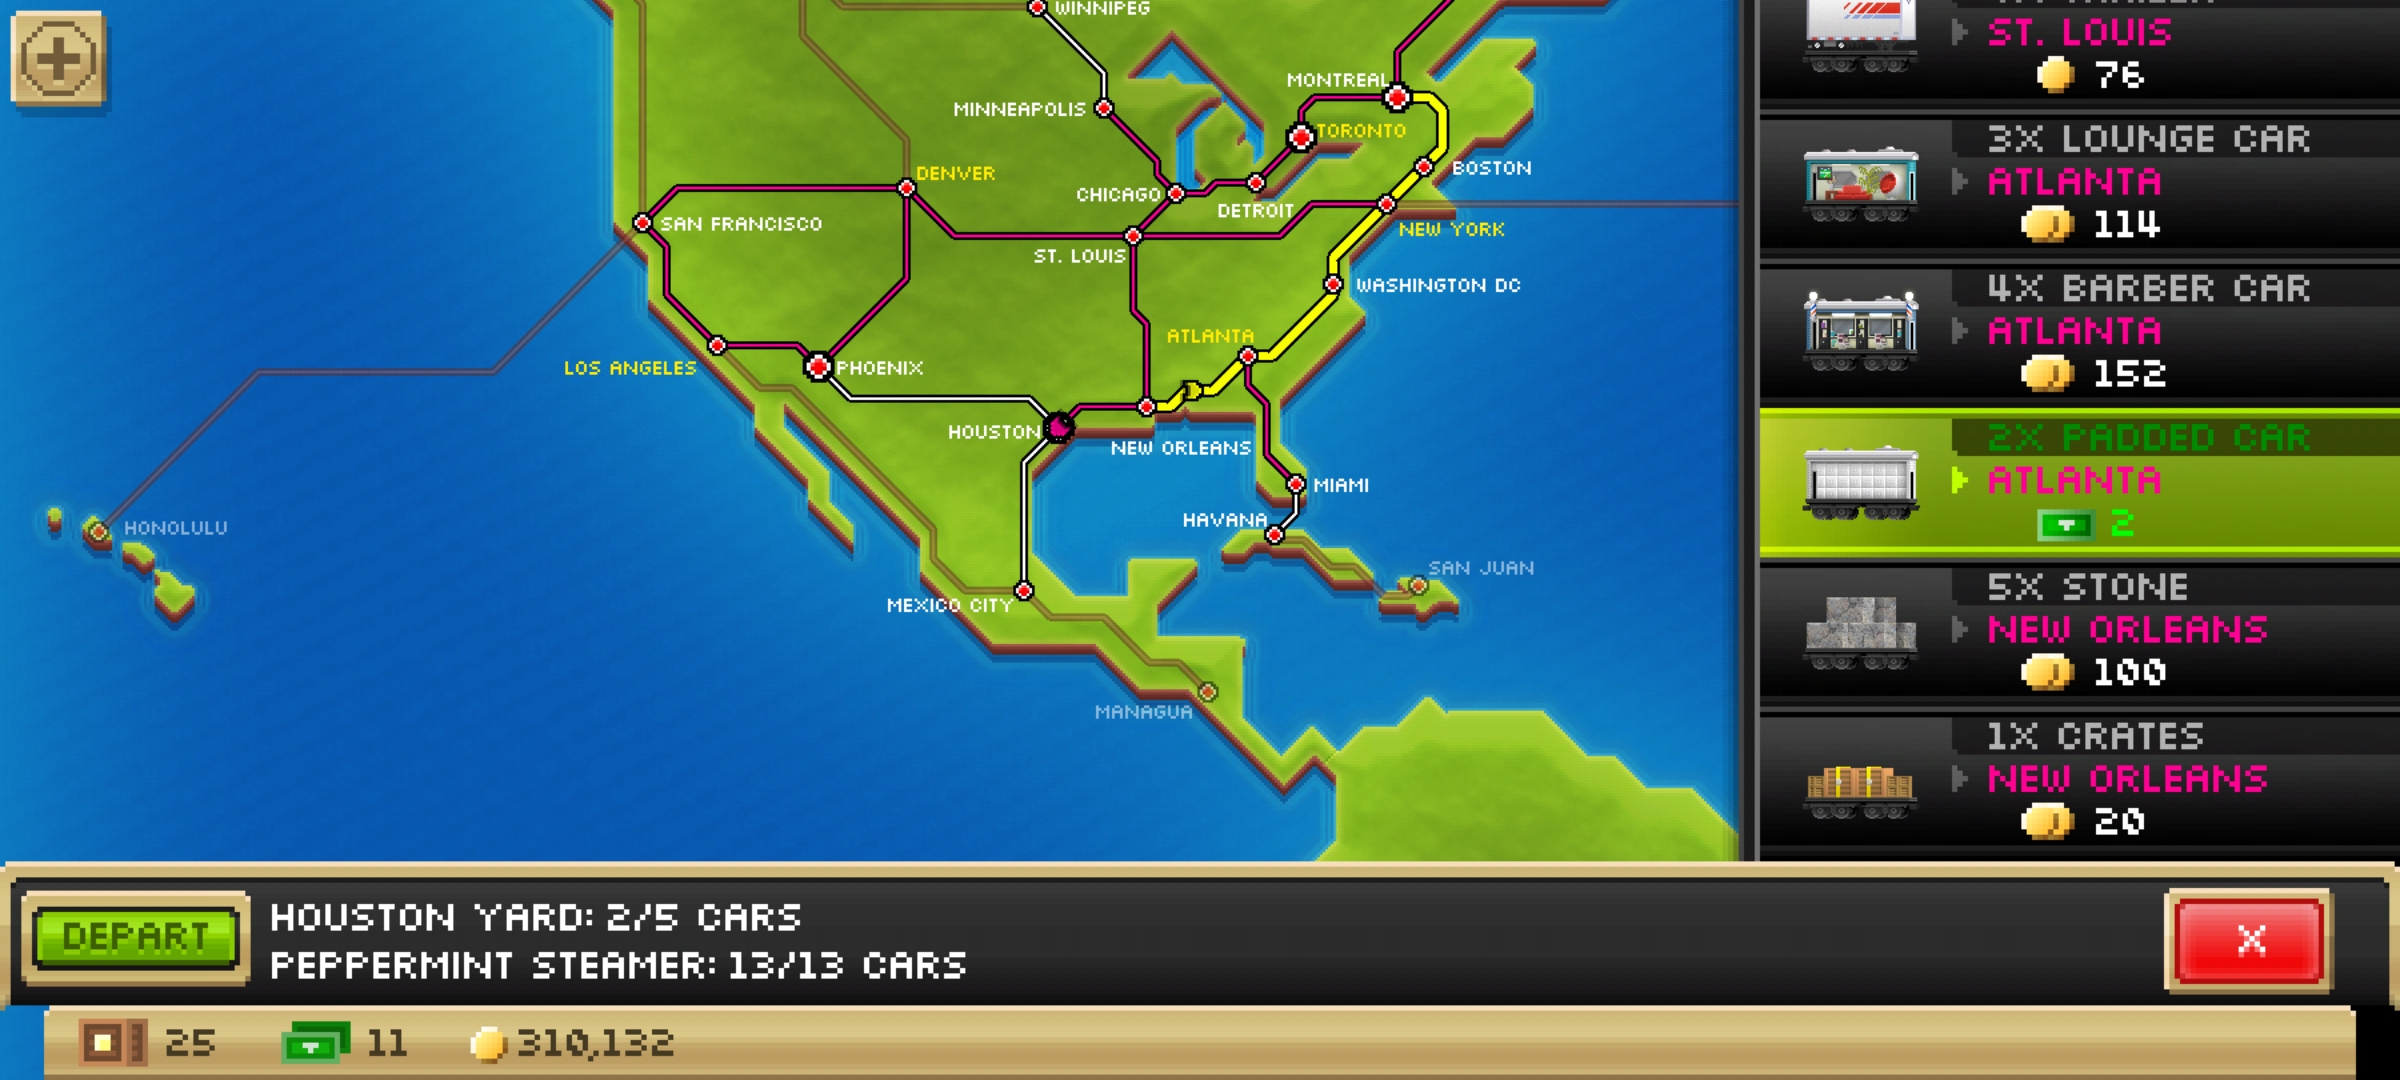 WINNIPEG
MONTREAL
MINNEAPOLIS
TORONTO
DENVER
BOSTON
CHICAGO
DETROIT
SAN FRANCISCO
NEW YORK
ST. LOUIS
WASHINGTON DC
ATLANTA
LOS ANGELES
PHOENIX
HOUSTON
NEW ORLEANS
MIAMI
HAVANA
HONOLULU
SAN JUAN
MEXICO CITY
MANAGUA
ST. LOUIS
76
3X LOUNGE CAR
ATLANTA
114
4X BARBER CAR
ATLANTA
152
2X PADDED CAR
ATLANTA
2
5X STONE
NEW ORLEANS
100
1X CRATES
NEW ORLEANS
20
DEPART
HOUSTON YARD: 2/5 CARS
PEPPERMINT STEAMER: 13/13 CARS
X
25
11
310,132